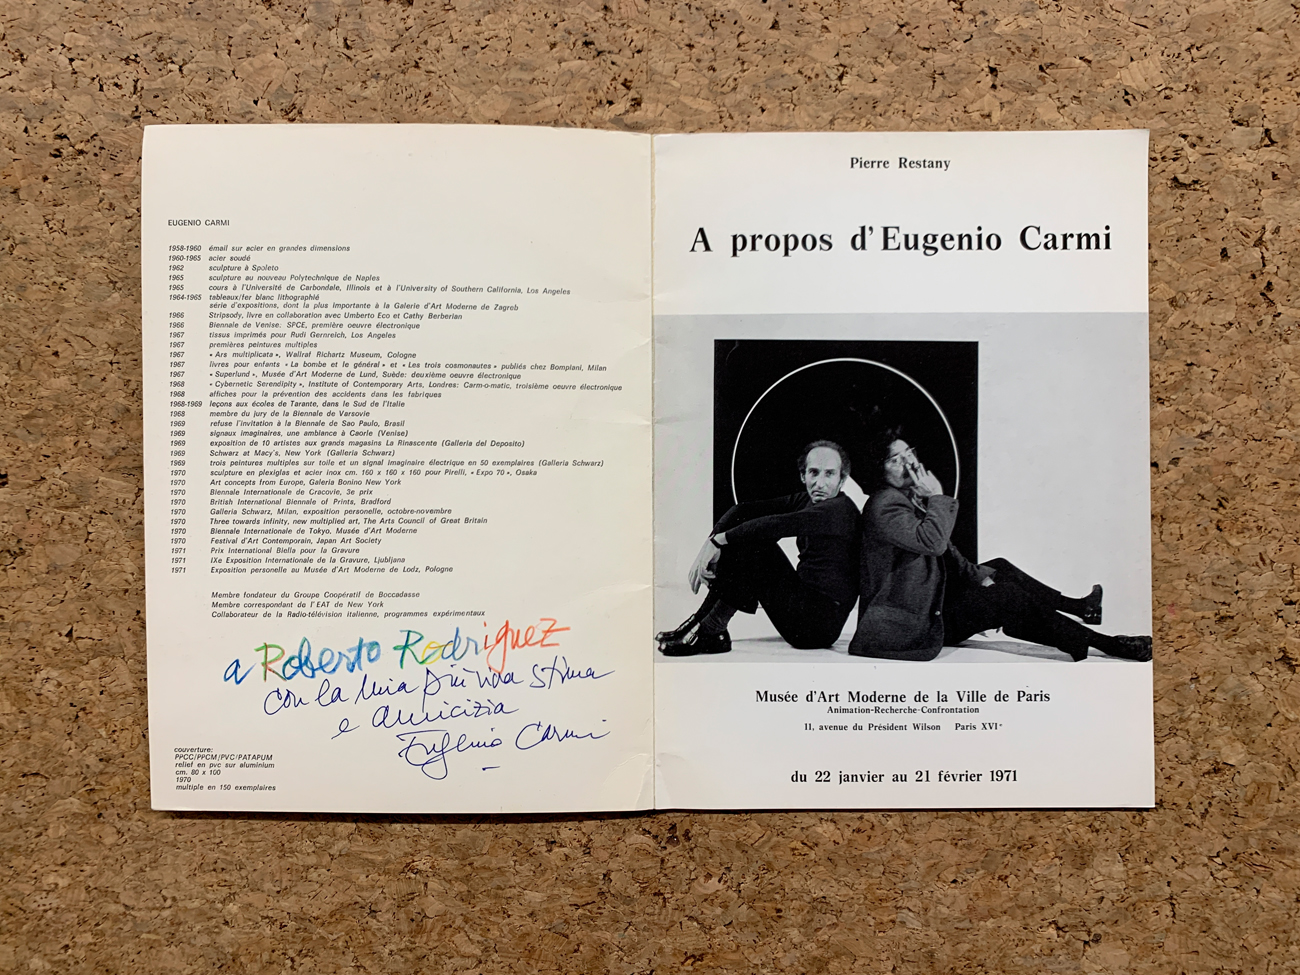 EUGENIO CARMI
1958-1960 émail sur acier en grandes dimensions
1960-1965 acier soudé
1962 sculpture à Spoleto
1965 sculpture au nouveau Polytechnique de Naples
1965 cours à l'Université de Carbondale, Illinois et à l'University of Southern California, Los Angeles
1964-1965 tableaux/fer blanc lithographié
série d'expositions, dont la plus importante à la Galerie d'Art Moderne de Zagreb
1966 Stripsody, livre en collaboration avec Umberto Eco et Cathy Berberian
1966 Biennale de Venise: SPCE, première oeuvre électronique
1967 tissus imprimés pour Rudi Gernreich, Los Angeles
1967 premières peintures multiples
1967 « Ars multiplicata », Wallraf Richartz Museum, Cologne
1967 livres pour enfants « La bombe et le général » et « Les trois cosmonautes » publiés chez Bompiani, Milan
1967 « Superlund », Musée d'Art Moderne de Lund, Suède: deuxième oeuvre électronique
1968 « Cybernetic Serendipity », Institute of Contemporary Arts, Londres: Carm-o-matic, troisième oeuvre électronique
1968 affiches pour la prévention des accidents dans les fabriques
1968-1969 leçons aux écoles de Tarante, dans le Sud de l'Italie
1968 membre du jury de la Biennale de Varsovie
1969 refuse l'invitation à la Biennale de Sao Paulo, Brasil
1969 signaux imaginaires, une ambiance à Caorle (Venise)
1969 exposition de 10 artistes aux grands magasins La Rinascente (Galleria del Deposito)
1969 Schwarz at Macy's, New York (Galleria Schwarz)
1969 trois peintures multiples sur toile et un signal imaginaire électrique en 50 exemplaires (Galleria Schwarz)
1970 sculpture en plexiglas et acier inox cm. 160 x 160 x 160 pour Pirelli, « Expo 70 », Osaka
1970 Art concepts from Europe, Galeria Bonino New York
1970 Biennale Internationale de Cracovie, 3e prix
1970 British International Biennale of Prints, Bradford
1970 Galleria Schwarz, Milan, exposition personelle, octobre-novembre
1970 Three towards infinity, new multiplied art, The Arts Council of Great Britain
1970 Biennale Internationale de Tokyo, Musée d'Art Moderne
1970 Festival d'Art Contemporain, Japan Art Society
1971 Prix International Biella pour la Gravure
1971 IXe Exposition Internationale de la Gravure, Ljubljana
1971 Exposition personelle au Musée d'Art Moderne de Lodz, Pologne
Membre fondateur du Groupe Coopératif de Boccadasse
Membre correspondant de l'EAT de New York
Collaborateur de la Radio-télévision italienne, programmes expérimentaux
a Roberto Rodriguez
con la mia più viva stima
e amicizia
Eugenio Carmi
couverture:
PPCC/PPCM/PVC/PATAPUM
relief en pvc sur aluminium
cm. 80 x 100
1970
multiple en 150 exemplaires
Pierre Restany
A propos d'Eugenio Carmi
Musée d'Art Moderne de la Ville de Paris
Animation-Recherche-Confrontation
11, avenue du Président Wilson Paris XVIe
du 22 janvier au 21 février 1971